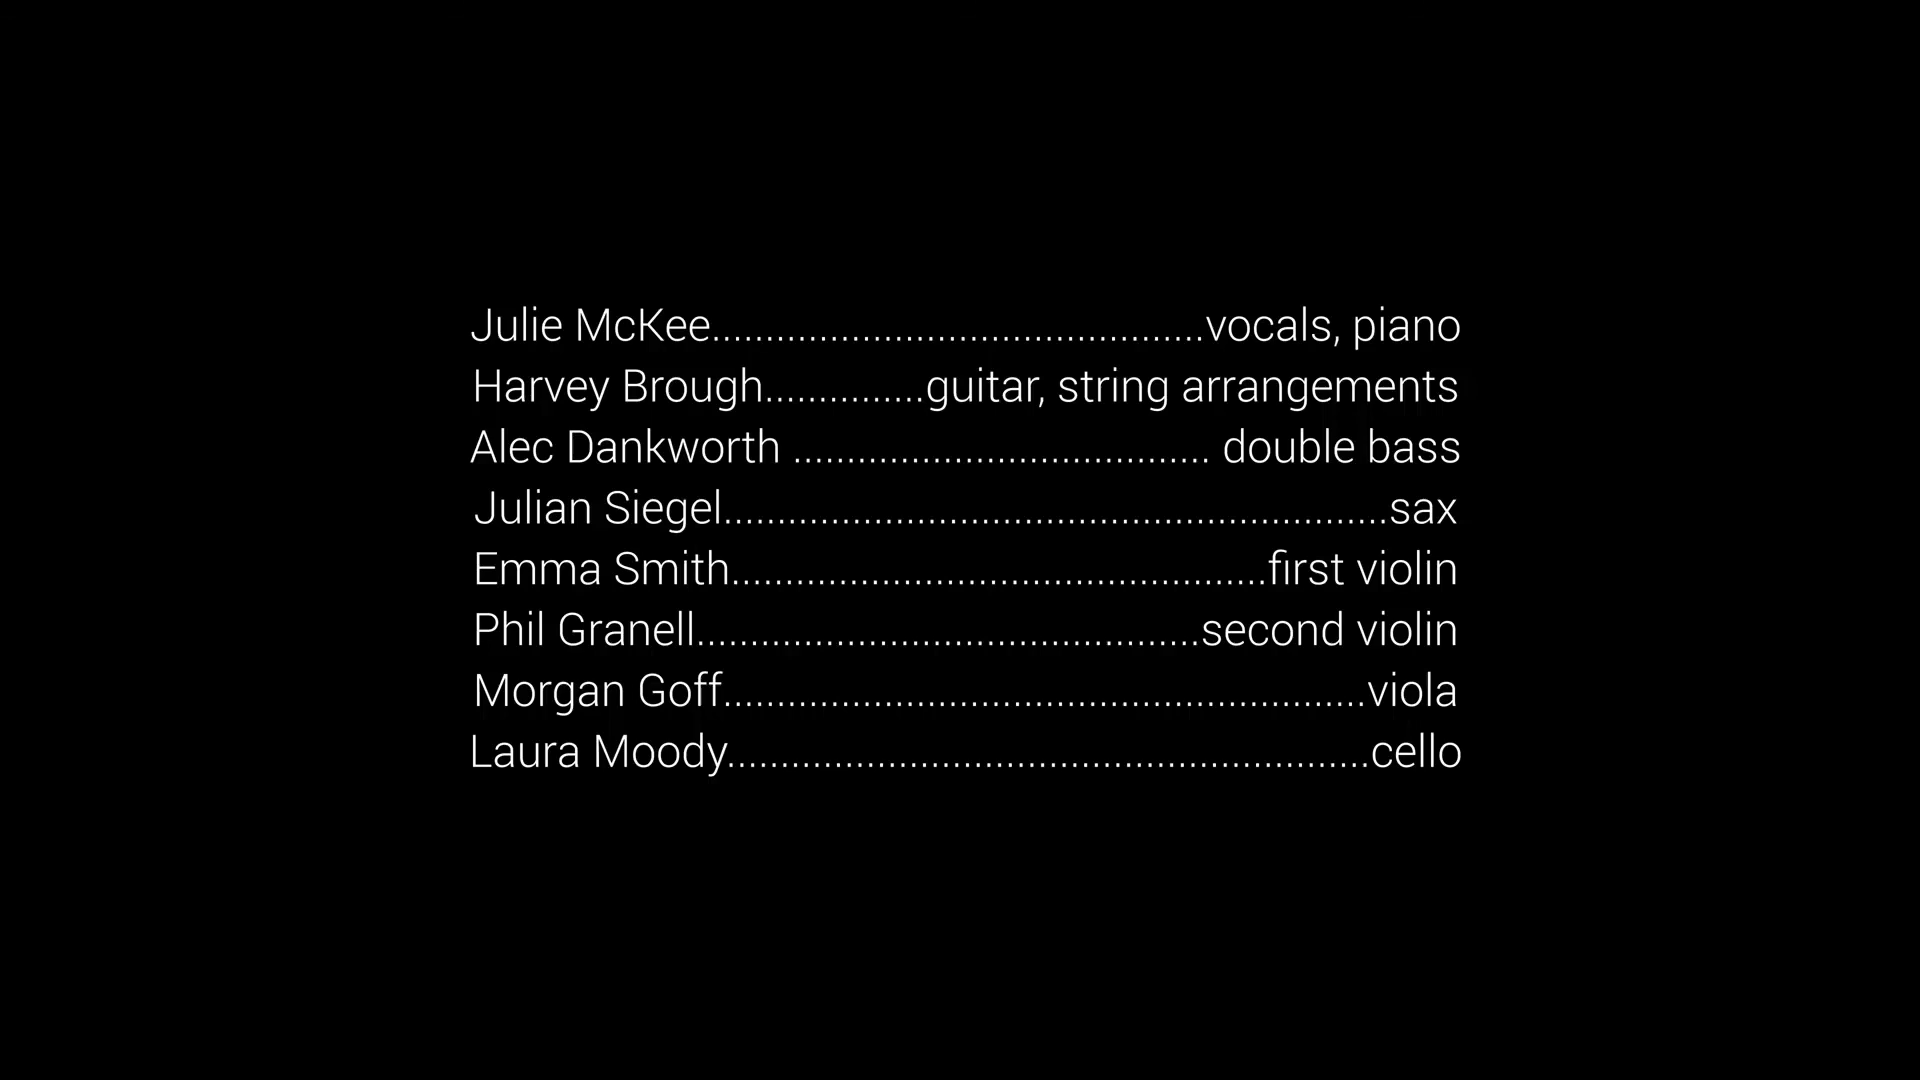 Julie McKee..............................................vocals, piano
Harvey Brough...............guitar, string arrangements
Alec Dankworth ....................................... double bass
Julian Siegel..............................................................sax
Emma Smith..................................................first violin
Phil Granell...............................................second violin
Morgan Goff............................................................viola
Laura Moody............................................................cello